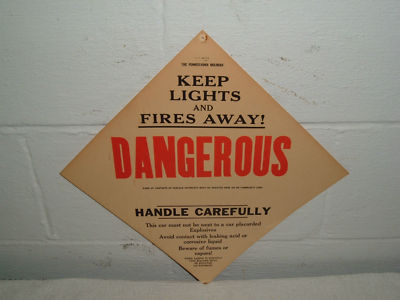 THE PENNSYLVANIA RAILROAD
KEEP
LIGHTS
AND
FIRES AWAY!
DANGEROUS
HANDLE CAREFULLY
This car must not be next to a car placarded
Explosives
Avoid contact with leaking acid or
corrosive liquid
Beware of fumes or
vapors!